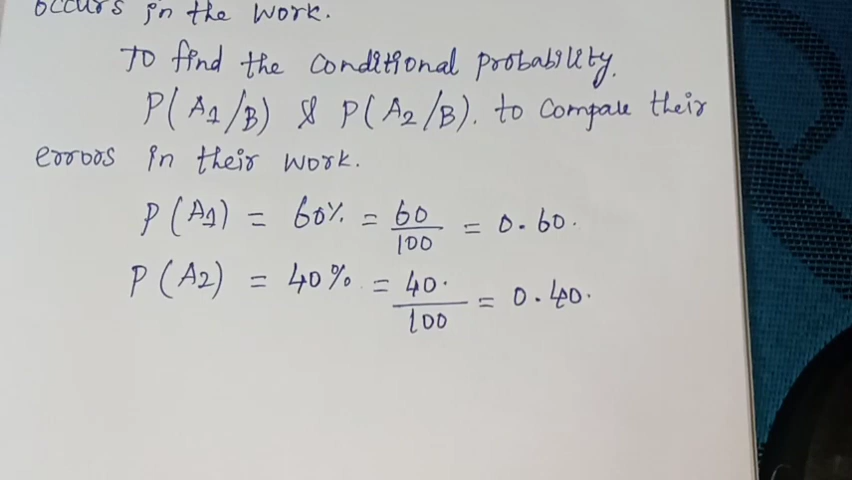 occurs in the work.
To find the conditional probability.
P(A1/B) & P(A2/B). to compare their
errors in their work.
P(A1) = 60% = 60/100 = 0.60.
P(A2) = 40% = 40./100 = 0.40.